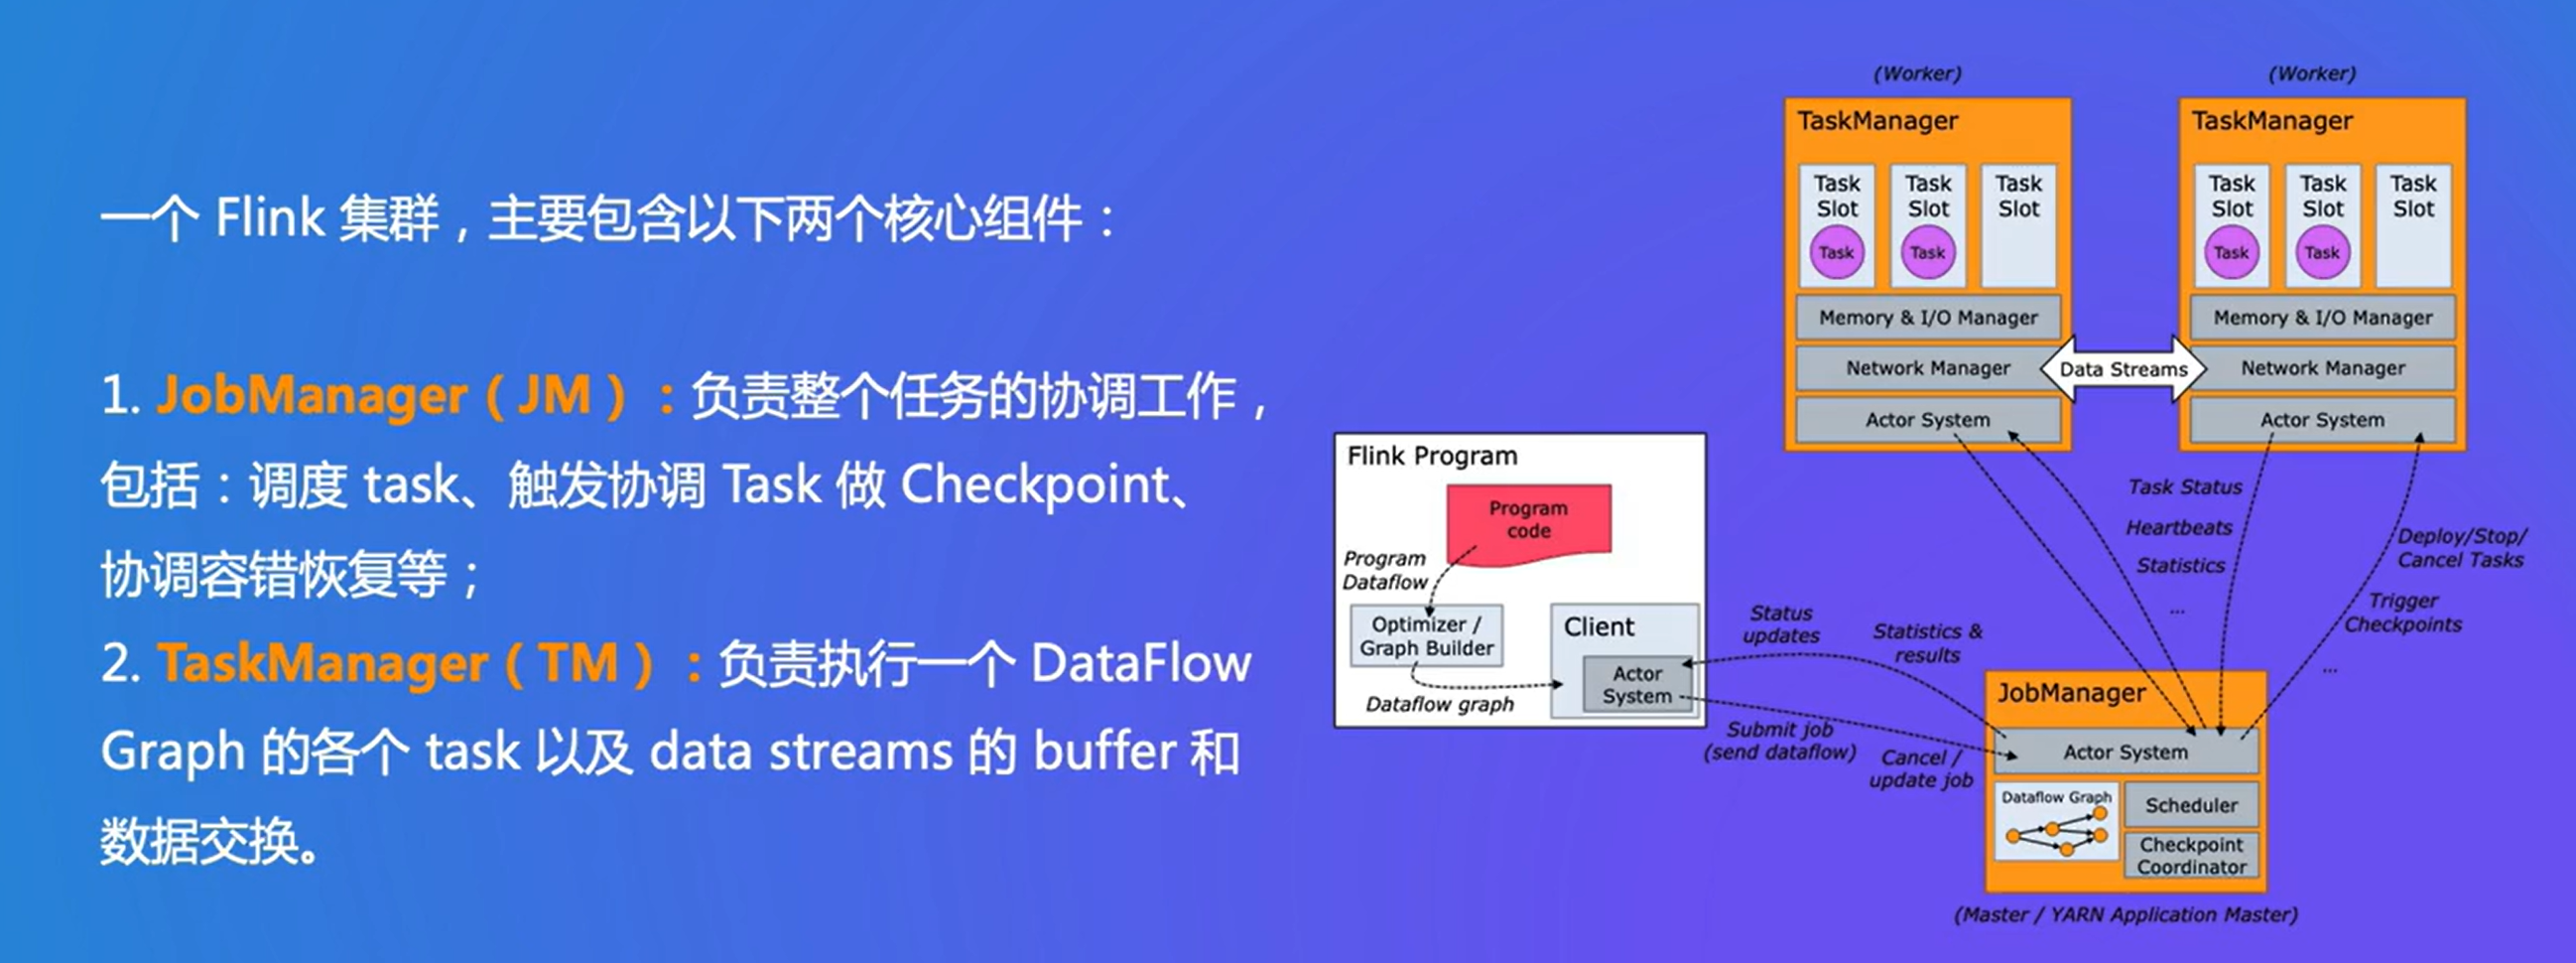 一个 Flink 集群，主要包含以下两个核心组件：
1. JobManager（JM）：负责整个任务的协调工作，
包括：调度 task、触发协调 Task 做 Checkpoint、
协调容错恢复等；
2. TaskManager（TM）：负责执行一个 DataFlow
Graph 的各个 task 以及 data streams 的 buffer 和
数据交换。
Flink Program
Program
code
Program
Dataflow
Optimizer /
Graph Builder
Dataflow graph
Client
Actor
System
(Worker)
TaskManager
Task
Slot
Task
Task
Slot
Task
Task
Slot
Memory & I/O Manager
Network Manager
Actor System
Data Streams
(Worker)
TaskManager
Task
Slot
Task
Task
Slot
Task
Task
Slot
Memory & I/O Manager
Network Manager
Actor System
Task Status
Heartbeats
Statistics
...
Deploy/Stop/
Cancel Tasks
Trigger
Checkpoints
...
Status
updates
Statistics &
results
Submit job
(send dataflow)
Cancel /
update job
JobManager
Actor System
Dataflow Graph
Scheduler
Checkpoint
Coordinator
(Master / YARN Application Master)